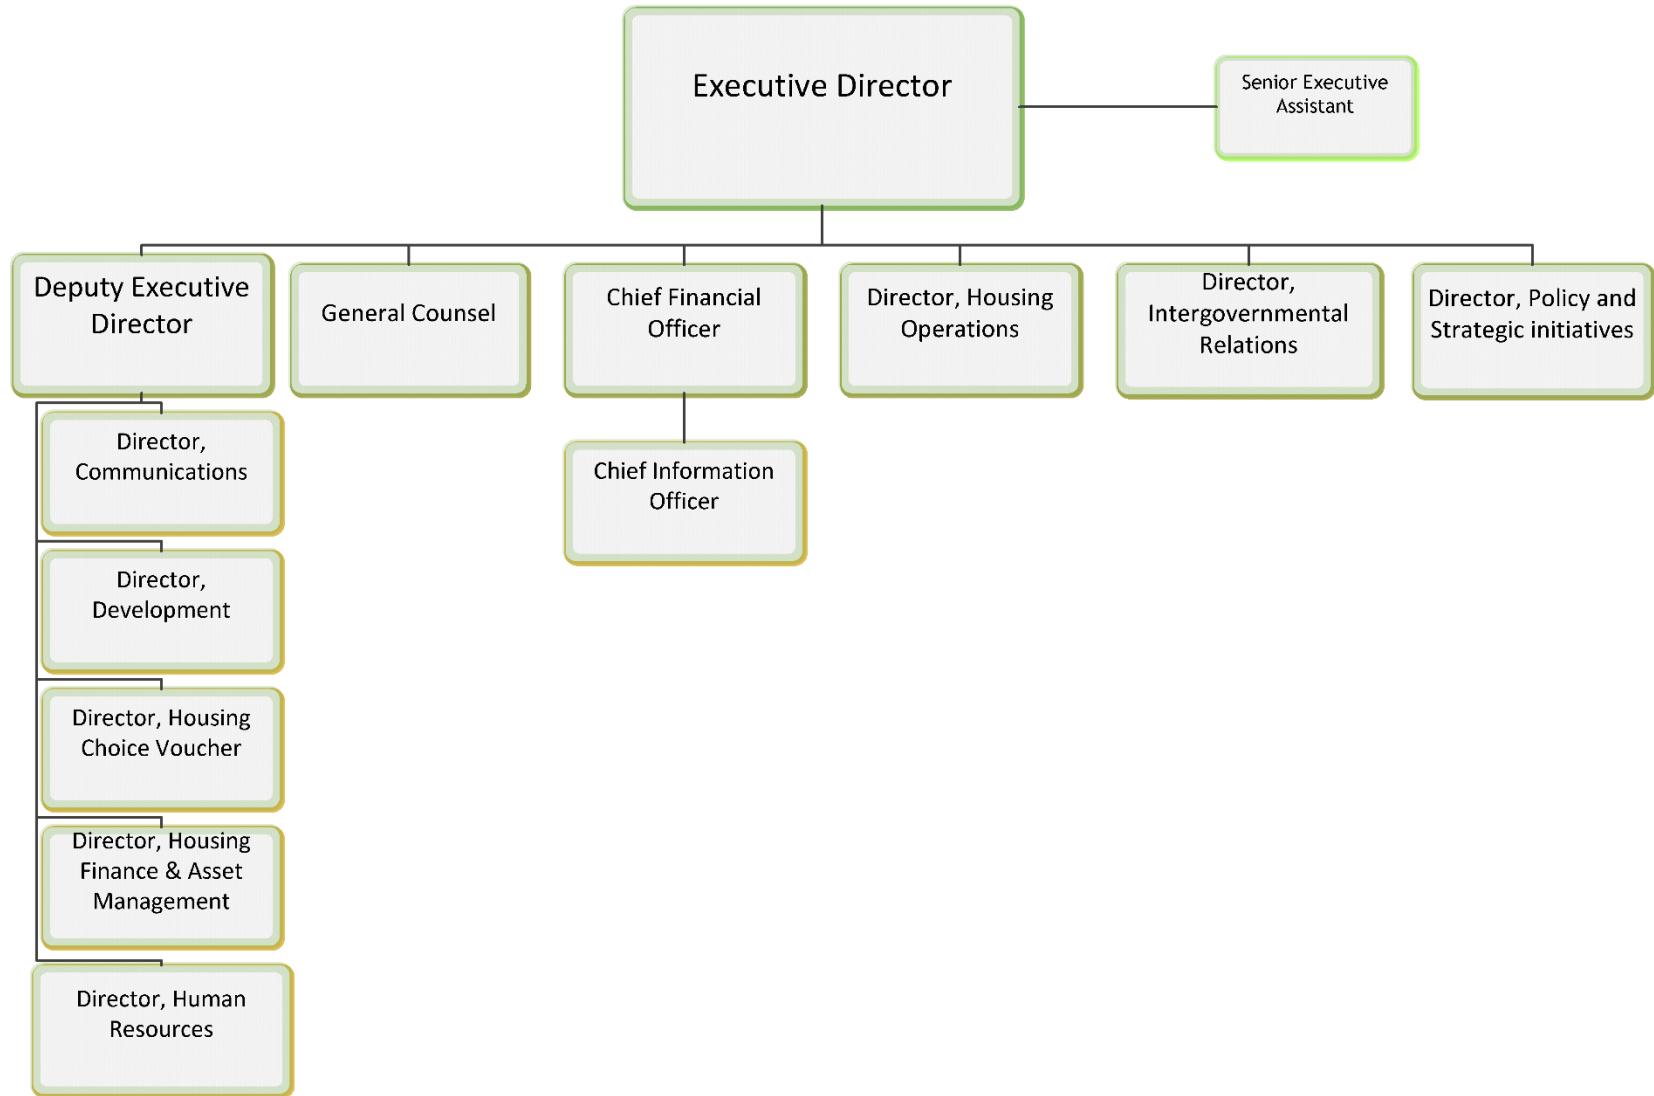 Executive Director
Senior Executive
Assistant
Deputy Executive
Director
General Counsel
Chief Financial
Officer
Director, Housing
Operations
Director,
Intergovernmental
Relations
Director, Policy and
Strategic initiatives
Director,
Communications
Chief Information
Officer
Director,
Development
Director, Housing
Choice Voucher
Director, Housing
Finance & Asset
Management
Director, Human
Resources